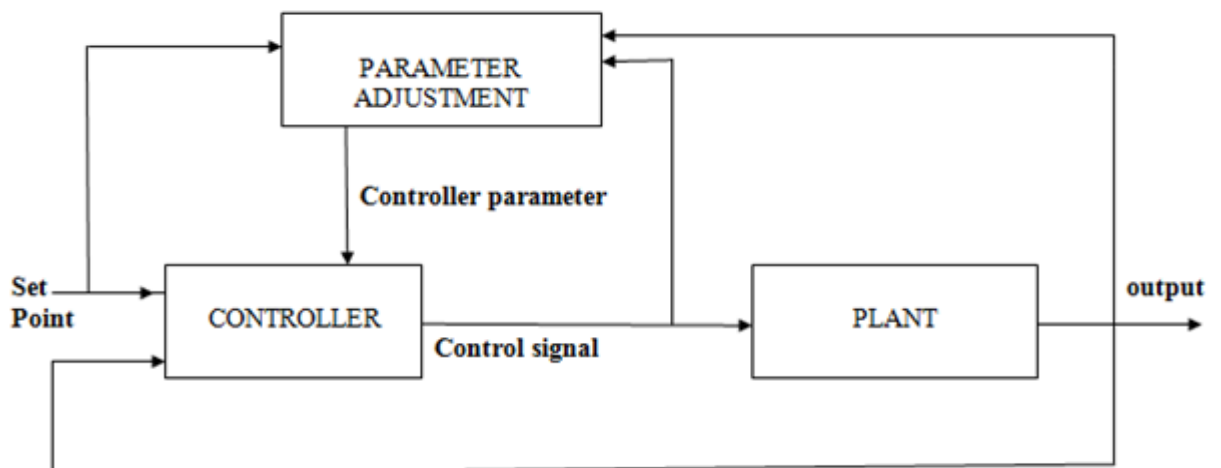 PARAMETER
ADJUSTMENT
Controller parameter
Set
Point
CONTROLLER
Control signal
PLANT
output